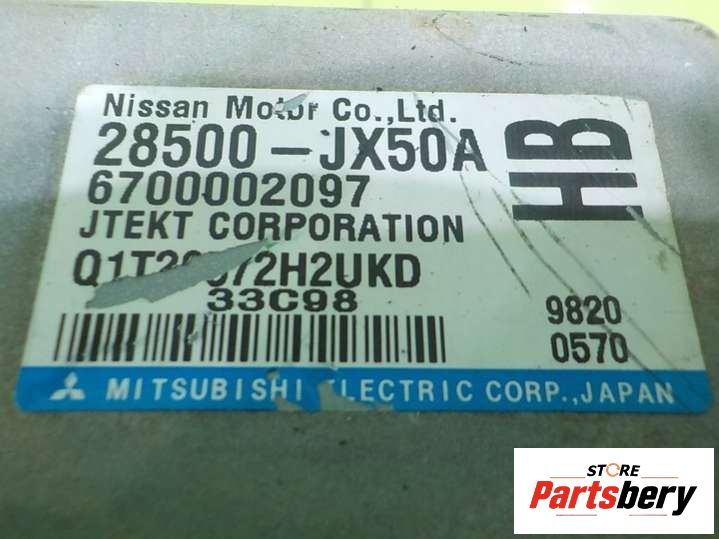 Nissan Motor Co.,Ltd.
28500-JX50A
HB
6700002097
JTEKT CORPORATION
33C98
9820
0570
MITSUBISHI ELECTRIC CORP.,JAPAN
STORE
Partsbery